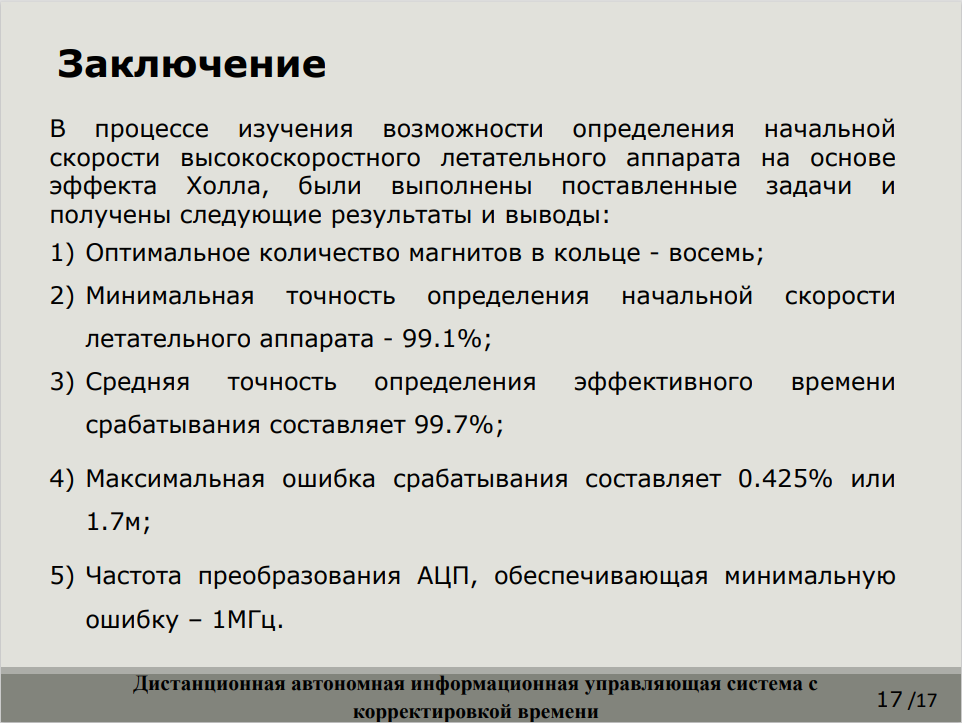 Заключение
В процессе изучения возможности определения начальной
скорости высокоскоростного летательного аппарата на основе
эффекта Холла, были выполнены поставленные задачи и
получены следующие результаты и выводы:
1) Оптимальное количество магнитов в кольце - восемь;
2) Минимальная точность определения начальной скорости
летательного аппарата - 99.1%;
3) Средняя точность определения эффективного времени
срабатывания составляет 99.7%;
4) Максимальная ошибка срабатывания составляет 0.425% или
1.7м;
5) Частота преобразования АЦП, обеспечивающая минимальную
ошибку – 1МГц.
Дистанционная автономная информационная управляющая система с
корректировкой времени
17 /17